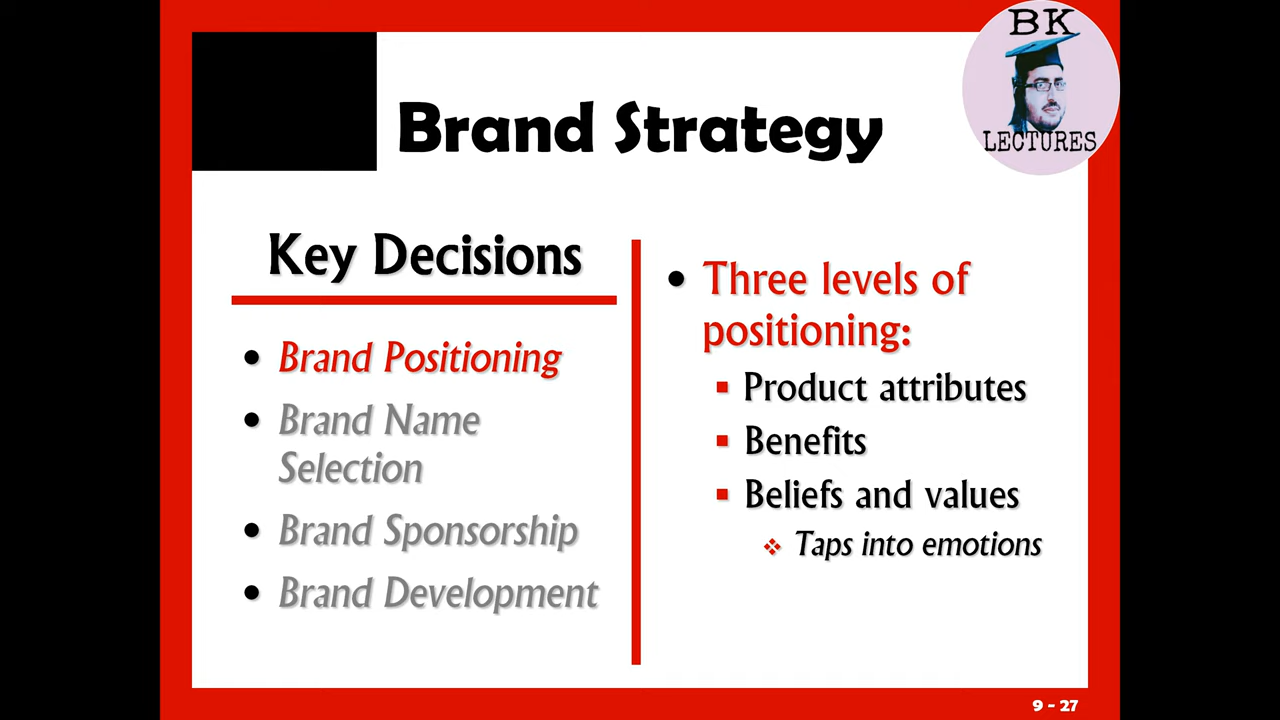 BK
LECTURES
Brand Strategy
Key Decisions
• Brand Positioning
• Brand Name
Selection
• Brand Sponsorship
• Brand Development
• Three levels of
positioning:
▪ Product attributes
▪ Benefits
▪ Beliefs and values
❖ Taps into emotions
9 - 27